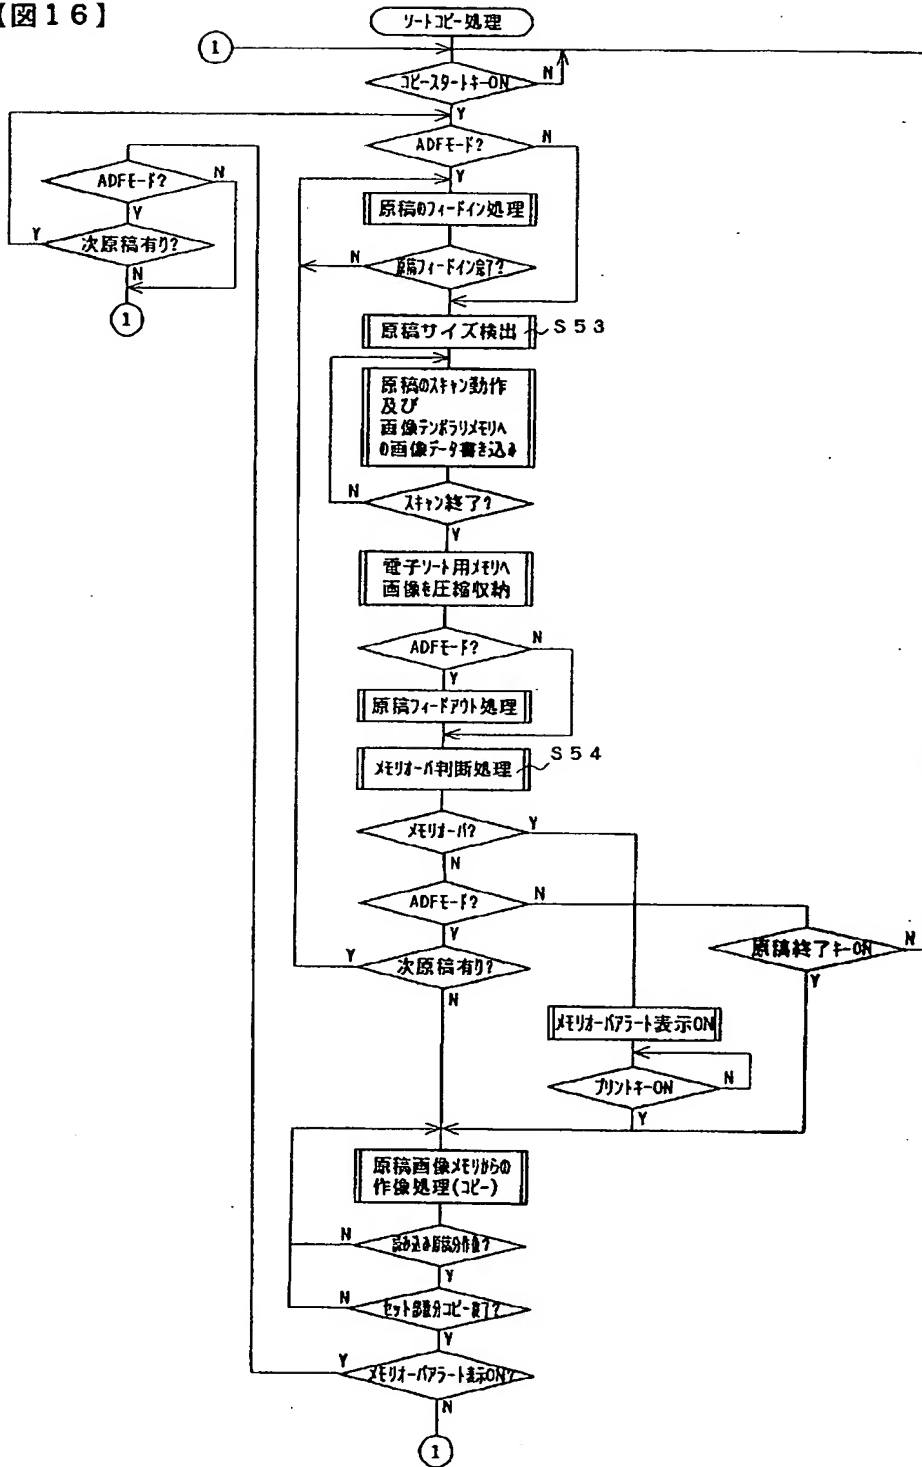 【図16】
ソートコピー処理
1
コピースタートキーON
N
Y
ADFモード?
N
Y
原稿のフィードイン処理
原稿フィードイン完了?
N
ADFモード?
N
Y
次原稿有り?
Y
N
1
原稿サイズ検出
S53
原稿のスキャン動作
及び
画像テンポラリメモリへ
の画像データ書き込み
スキャン終了?
N
Y
電子ソート用メモリへ
画像を圧縮収納
ADFモード?
N
Y
原稿フィードアウト処理
メモリオーバ判断処理
S54
メモリオーバ?
Y
N
ADFモード?
N
Y
次原稿有り?
Y
N
原稿終了キーON
N
Y
メモリオーバアラート表示ON
プリントキーON
N
Y
原稿画像メモリからの
作像処理(コピー)
読み込み原稿分作像?
N
Y
セット部数分コピー終了?
N
Y
メモリオーバアラート表示ON?
Y
N
1